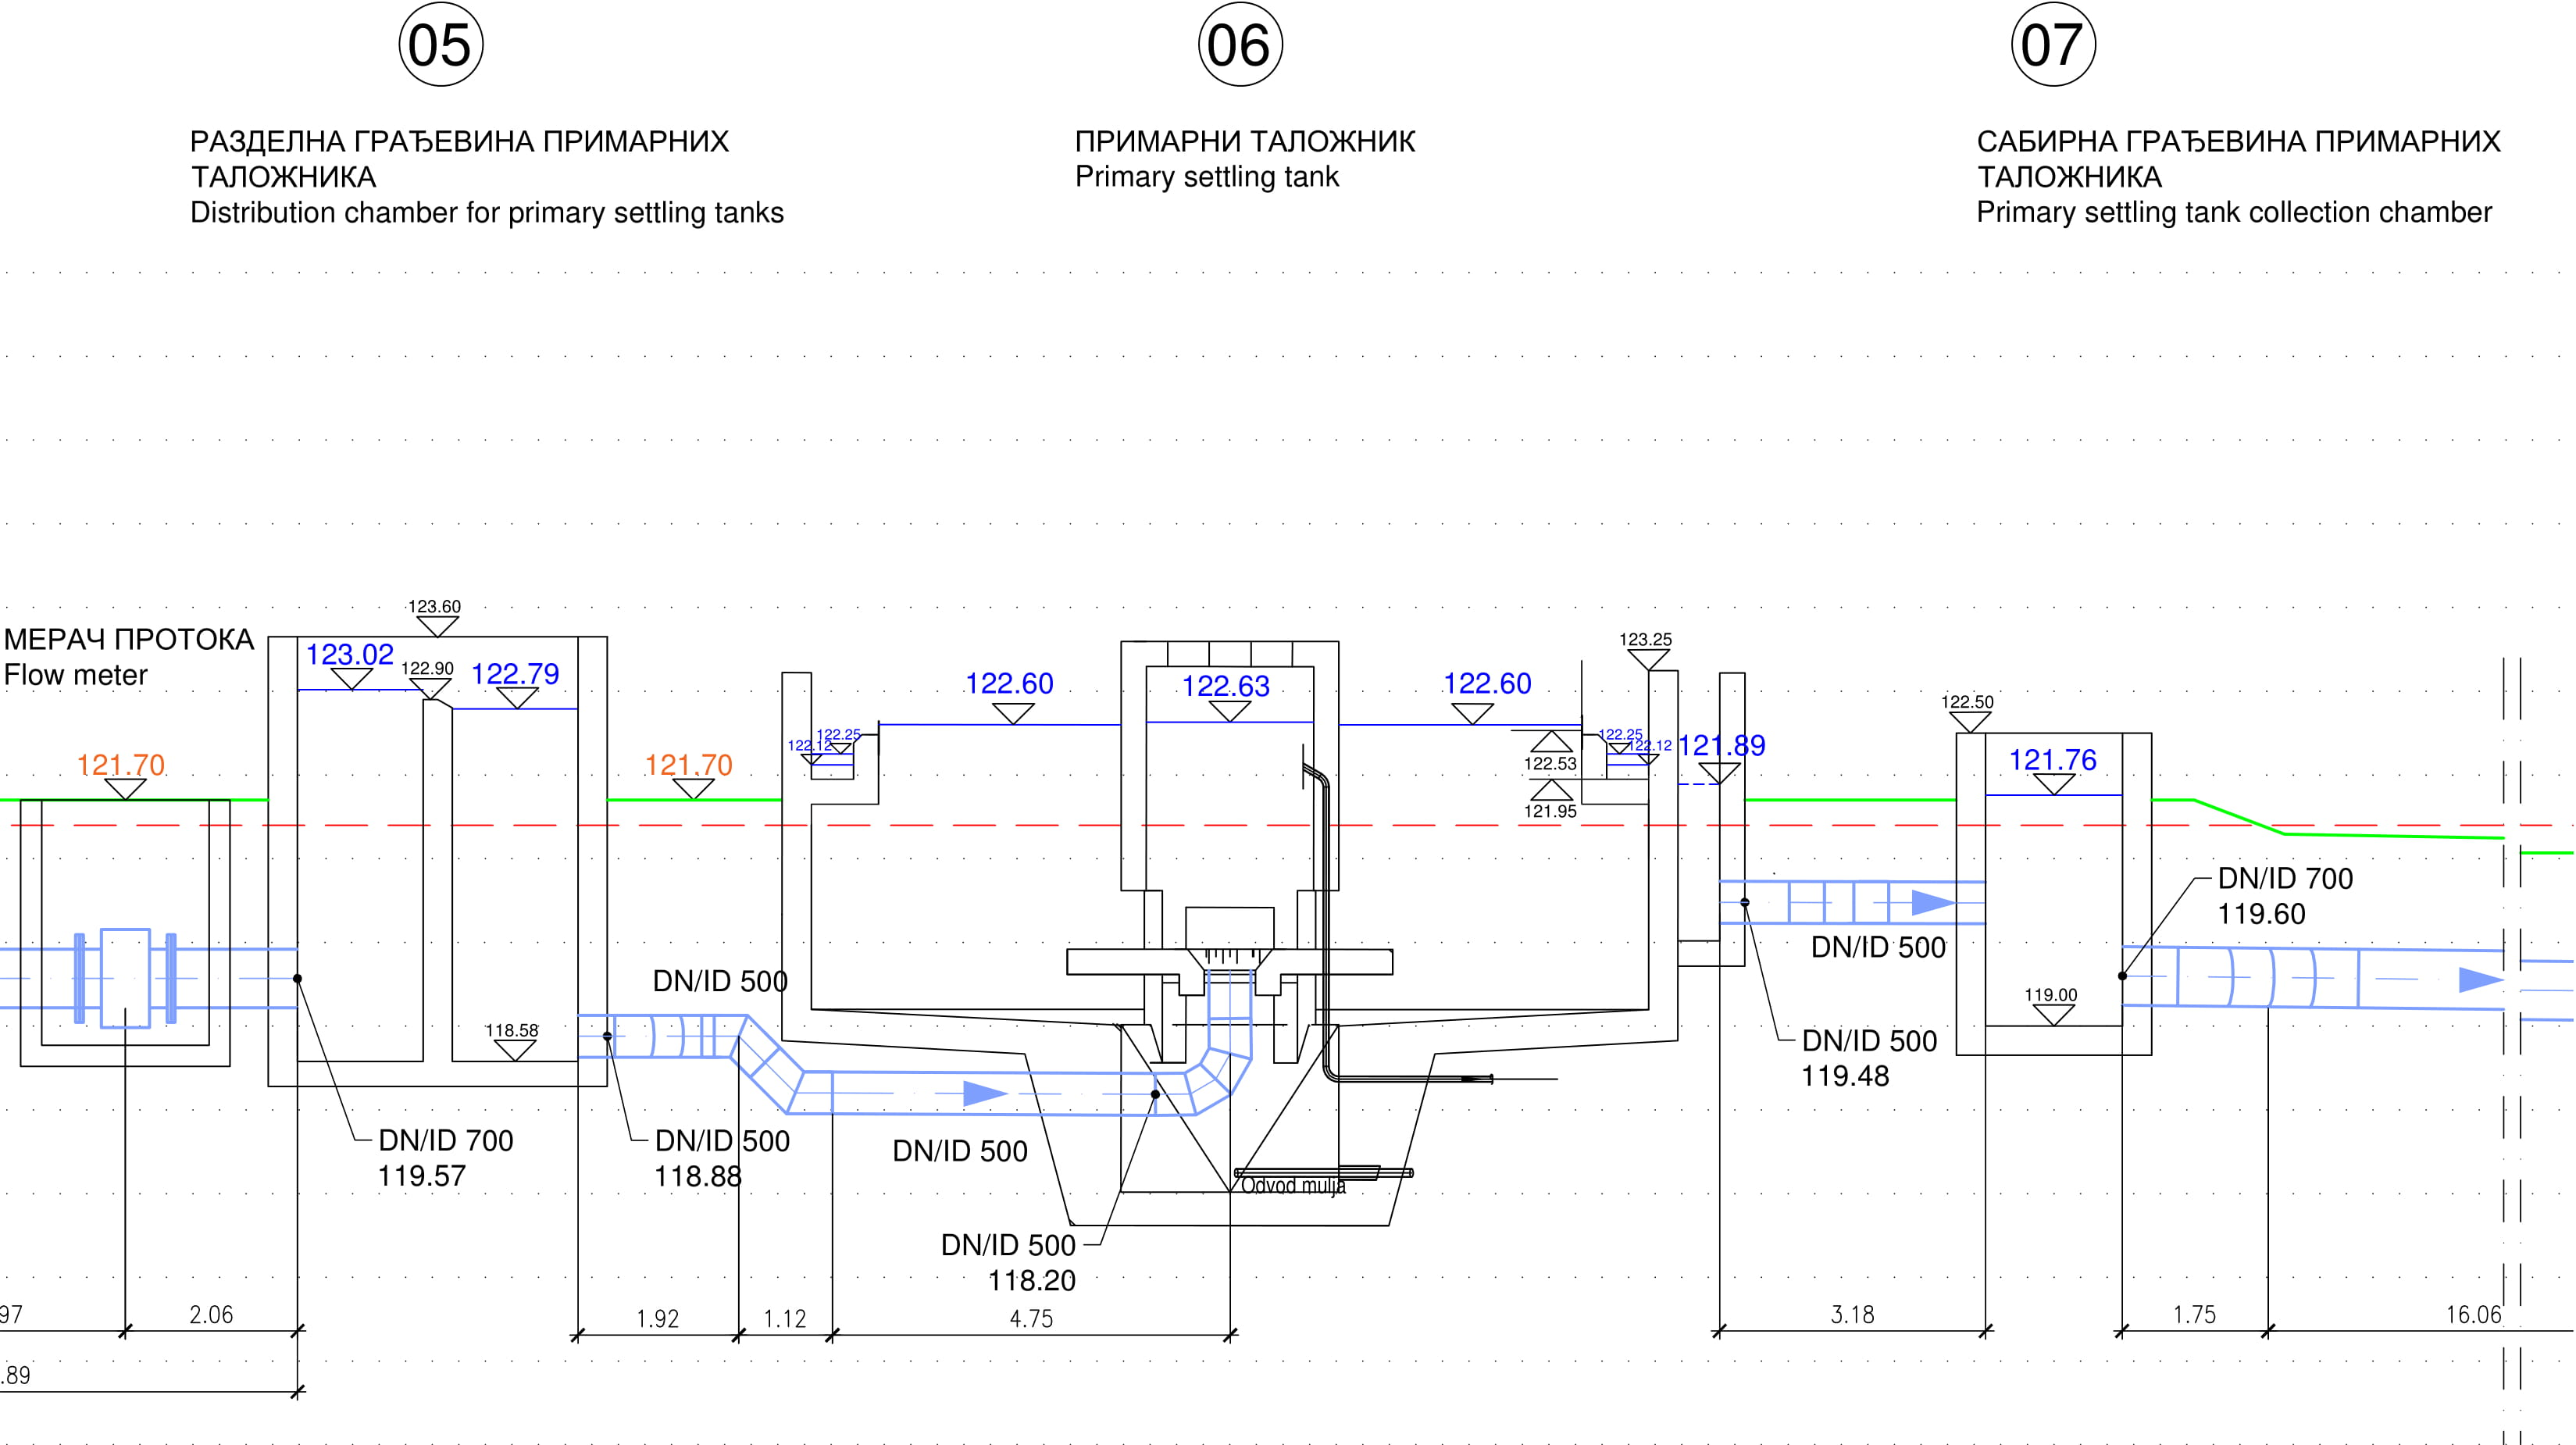 05
06
07
РАЗДЕЛНА ГРАЂЕВИНА ПРИМАРНИХ
ТАЛОЖНИКА
Distribution chamber for primary settling tanks
ПРИМАРНИ ТАЛОЖНИК
Primary settling tank
САБИРНА ГРАЂЕВИНА ПРИМАРНИХ
ТАЛОЖНИКА
Primary settling tank collection chamber
МЕРАЧ ПРОТОКА
Flow meter
123.60
123.02
122.90
122.79
121.70
121.70
122.60
122.63
122.60
123.25
122.12
122.25
122.25
122.12
121.89
122.53
121.95
122.50
121.76
DN/ID 700
119.60
DN/ID 500
DN/ID 500
119.00
118.58
DN/ID 500
119.48
DN/ID 700
119.57
DN/ID 500
118.88
DN/ID 500
Odvod mulja
DN/ID 500
118.20
97
2.06
1.92
1.12
4.75
3.18
1.75
16.06
.89